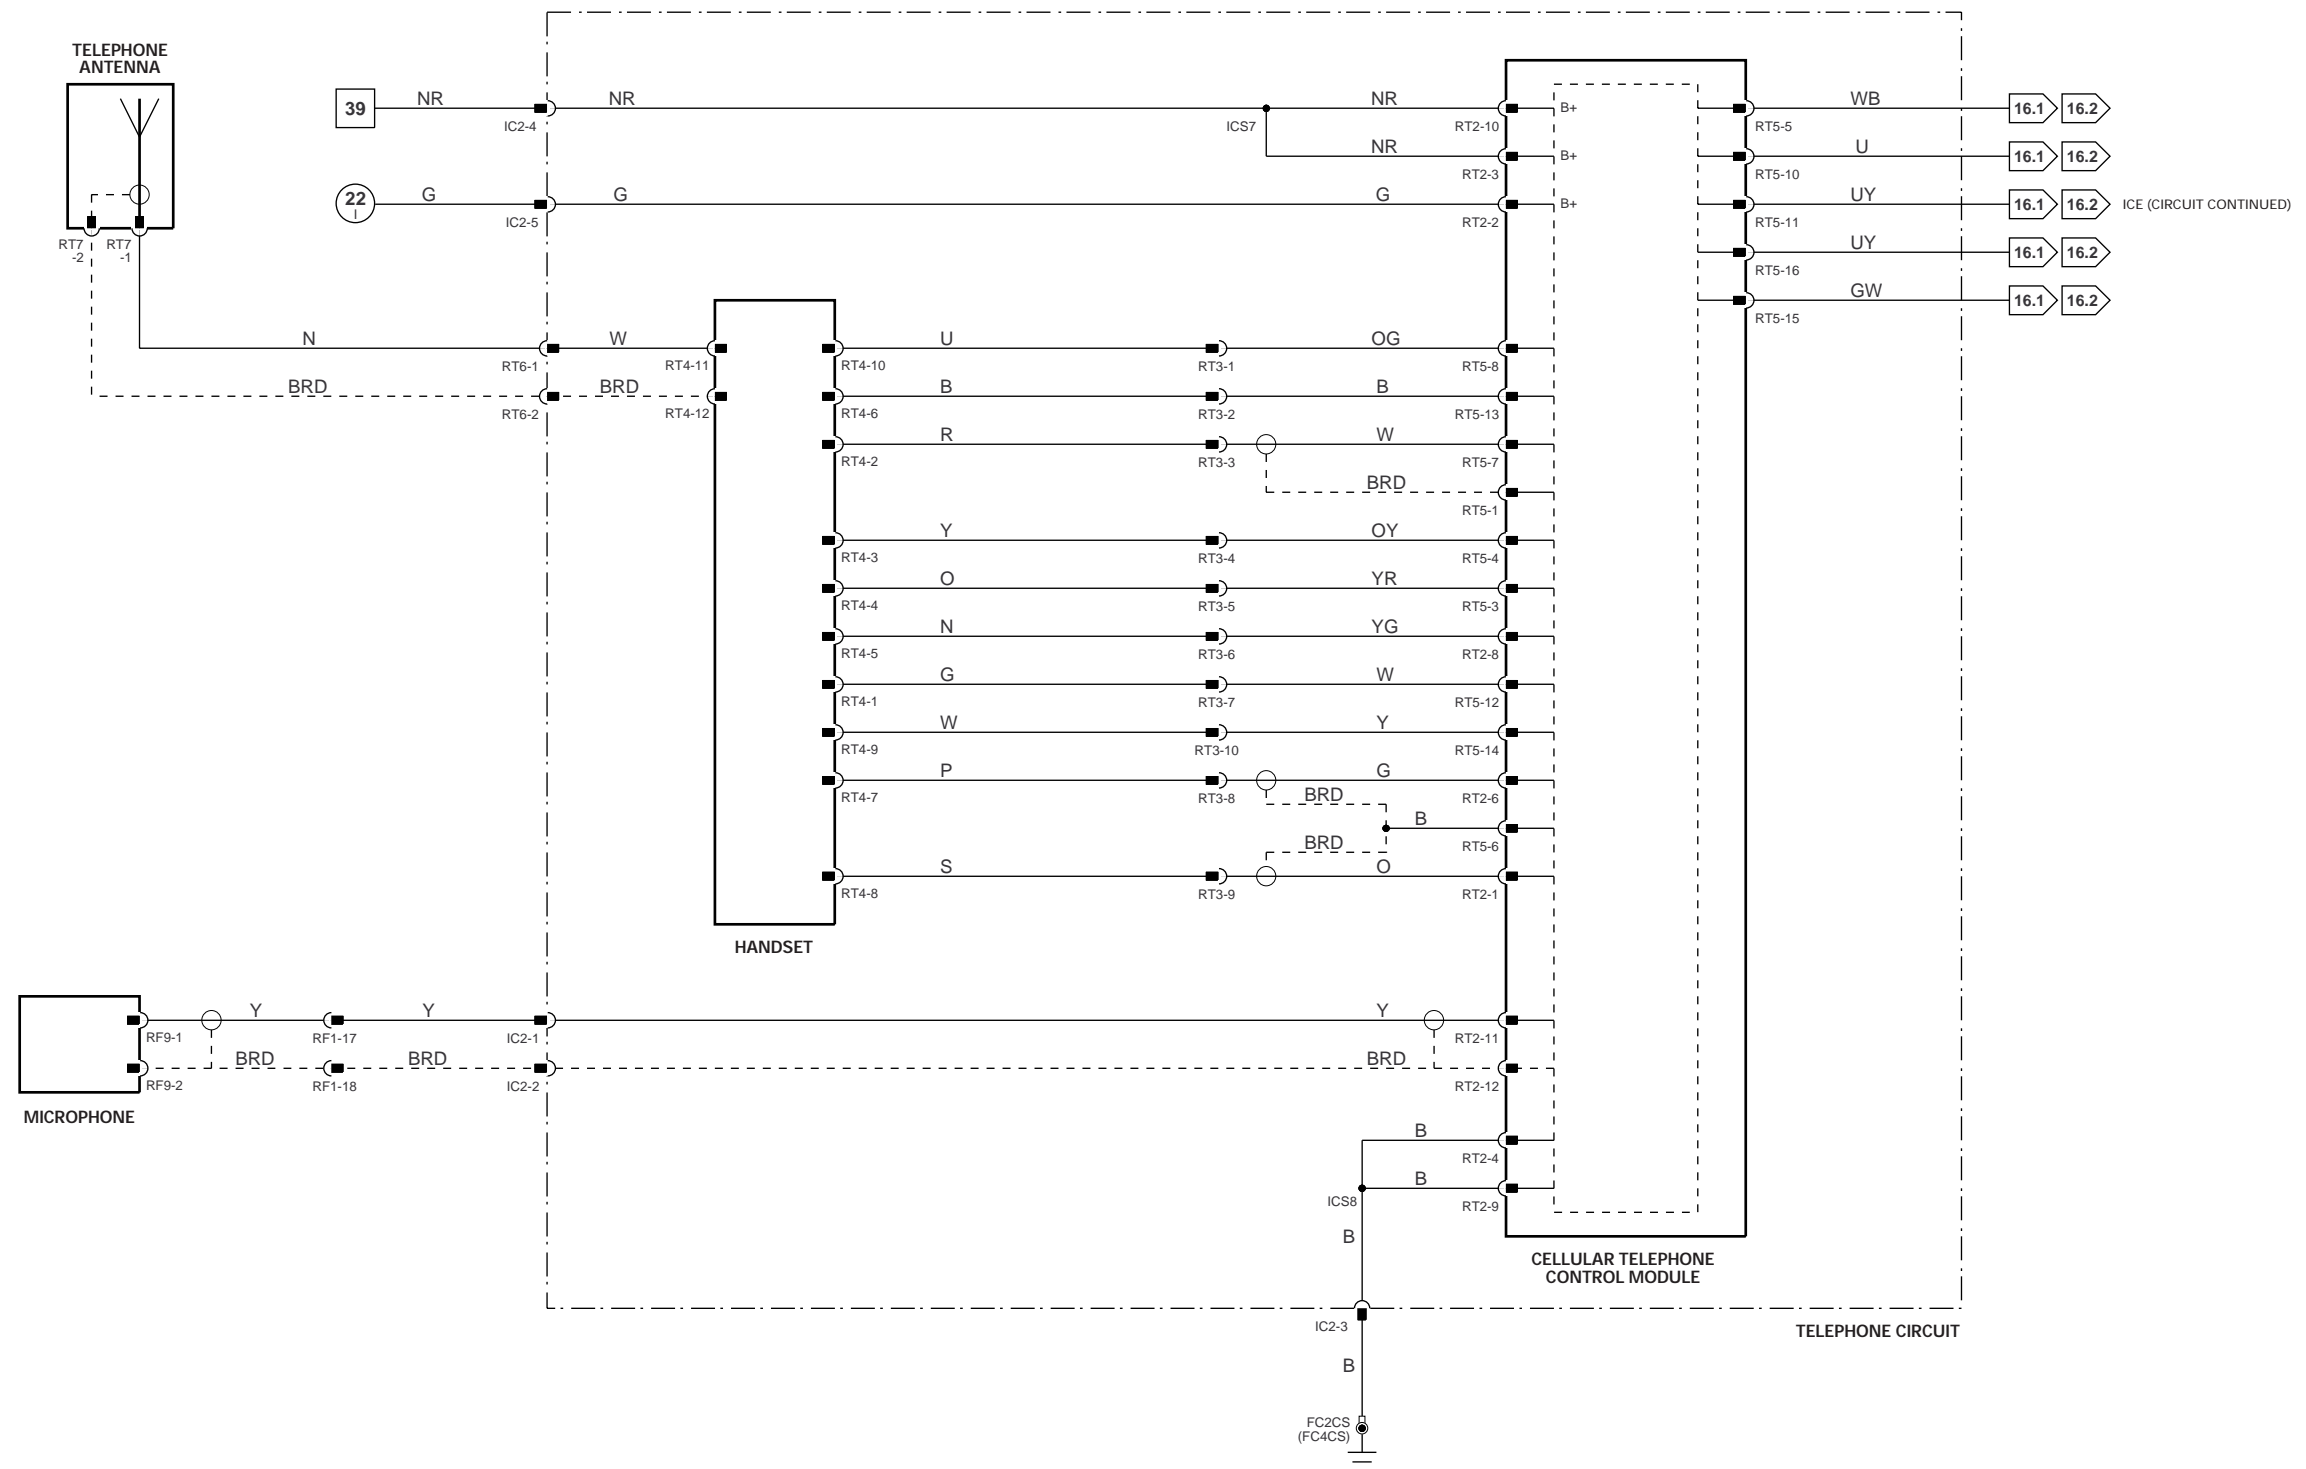 TELEPHONE
ANTENNA
39 NR IC2-4 NR ICS7 NR RT2-10 B+ RT5-5 WB 16.1 16.2
NR RT2-3 B+ RT5-10 U 16.1 16.2
22 I G IC2-5 G G RT2-2 B+ RT5-11 UY 16.1 16.2 ICE (CIRCUIT CONTINUED)
RT7
-2
RT7
-1
RT5-16 UY 16.1 16.2
RT5-15 GW 16.1 16.2
N RT6-1 W RT4-11 RT4-10 U RT3-1 OG RT5-8
BRD RT6-2 BRD RT4-12 RT4-6 B RT3-2 B RT5-13
RT4-2 R RT3-3 W RT5-7
BRD RT5-1
RT4-3 Y RT3-4 OY RT5-4
RT4-4 O RT3-5 YR RT5-3
RT4-5 N RT3-6 YG RT2-8
RT4-1 G RT3-7 W RT5-12
RT4-9 W RT3-10 Y RT5-14
RT4-7 P RT3-8 G RT2-6
BRD
B RT5-6
BRD
RT4-8 S RT3-9 O RT2-1
HANDSET
RF9-1 Y RF1-17 Y IC2-1 Y RT2-11
RF9-2 BRD RF1-18 BRD IC2-2 BRD RT2-12
MICROPHONE
B RT2-4
ICS8 B RT2-9
B
CELLULAR TELEPHONE
CONTROL MODULE
IC2-3
TELEPHONE CIRCUIT
B
FC2CS
(FC4CS)